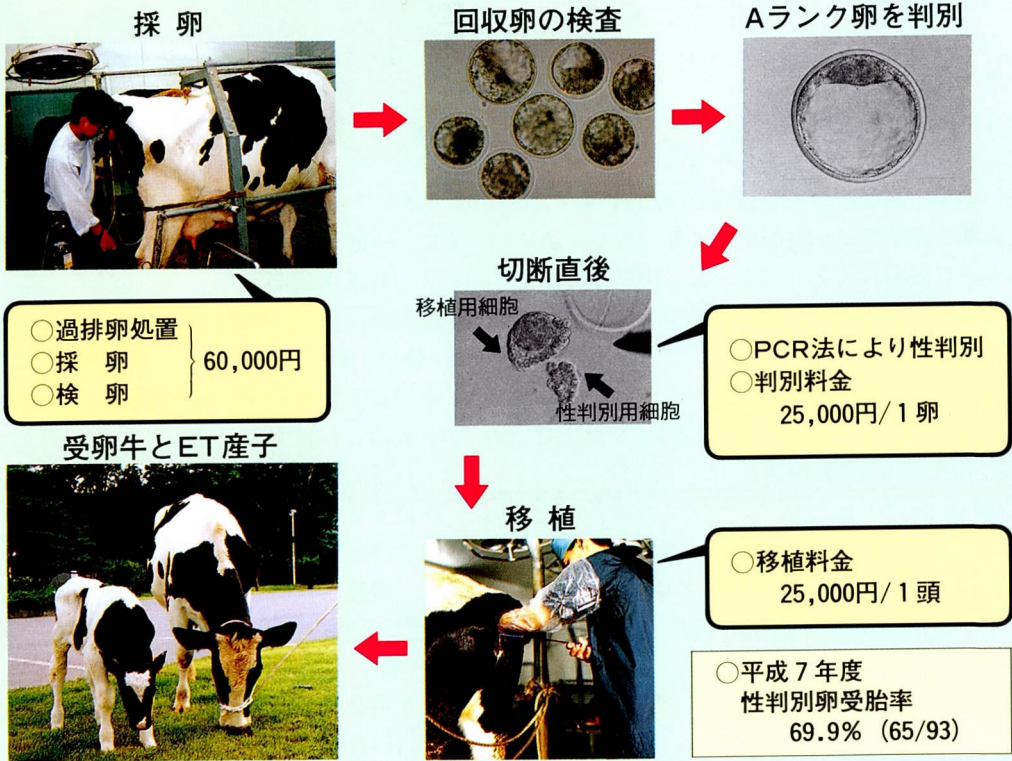 採 卵
回収卵の検査
Aランク卵を判別
○過排卵処置
○採 卵
○検 卵
60,000円
切断直後
移植用細胞
性判別用細胞
○PCR法により性判別
○判別料金
25,000円/1卵
移 植
○移植料金
25,000円/1頭
受卵牛とET産子
○平成7年度
性判別卵受胎率
69.9% (65/93)